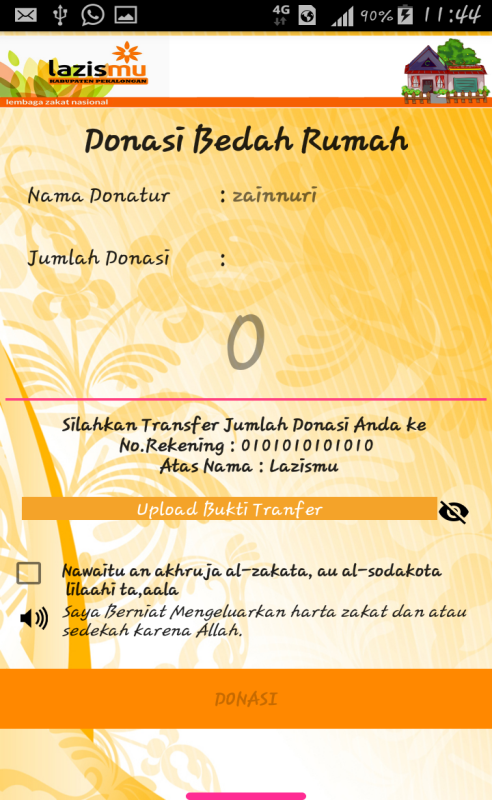 4G 90% 11:44
lazismu
KABUPATEN PEKALONGAN
lembaga zakat nasional
Donasi Bedah Rumah
Nama Donatur : zainnuri
Jumlah Donasi :
0
Silahkan Transfer Jumlah Donasi Anda ke
No.Rekening : 0101010101010
Atas Nama : Lazismu
Upload Bukti Tranfer
Nawaitu an akhruja al-zakata, au al-sodakota
lilaahi ta,aala
Saya Berniat Mengeluarkan harta zakat dan atau
sedekah karena Allah.
DONASI